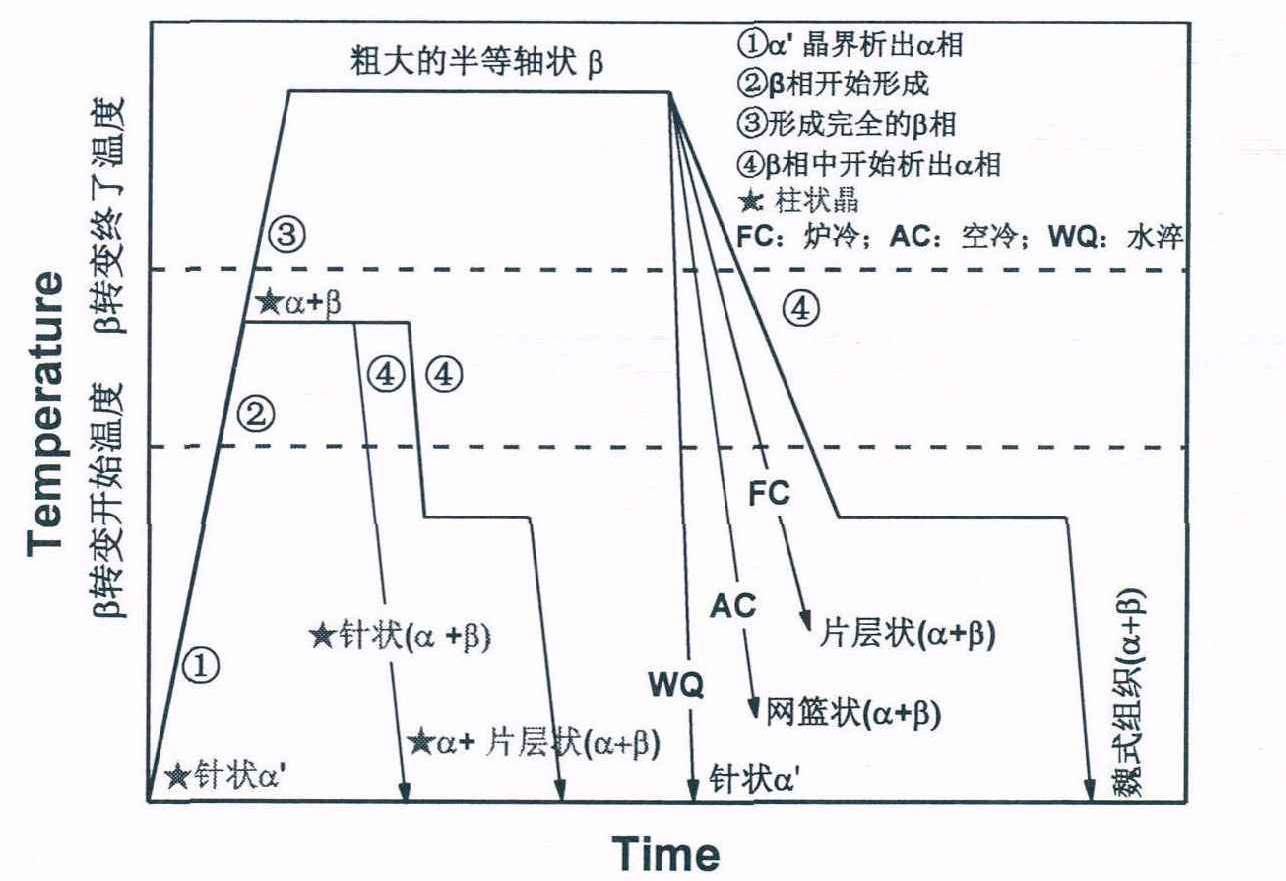 粗大的半等轴状 β
①α' 晶界析出α相
②β相开始形成
③形成完全的β相
④β相中开始析出α相
★: 柱状晶
FC：炉冷；AC：空冷；WQ：水淬
β转变终了温度
β转变开始温度
Temperature
③
★α+β
④
④ ④
②
FC
AC
①
★针状(α +β)
片层状(α+β)
WQ
网篮状(α+β)
★α+ 片层状(α+β)
★针状α'
针状α'
魏式组织(α+β)
Time